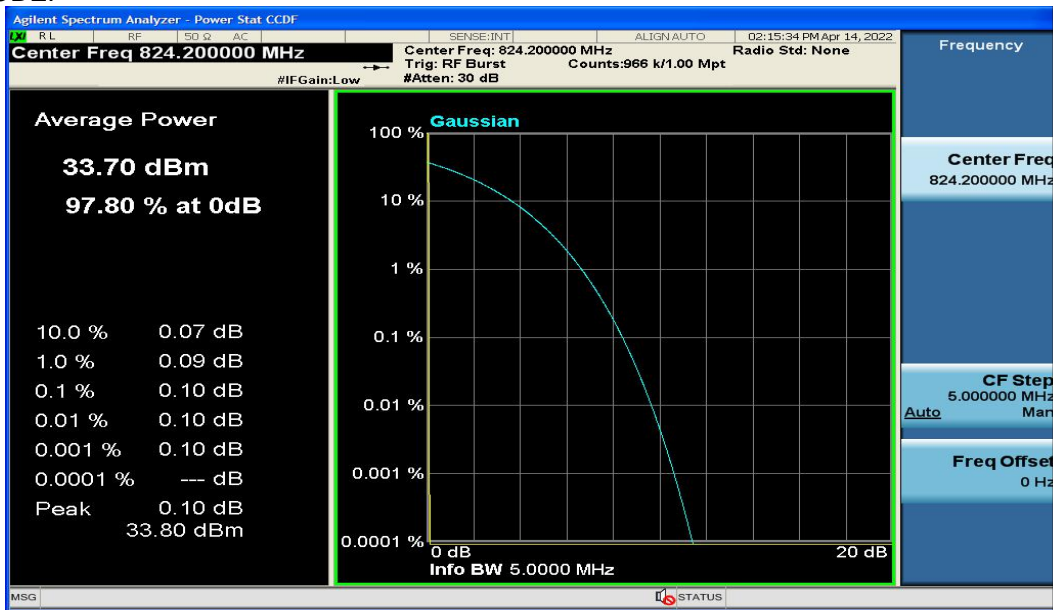 Agilent Spectrum Analyzer - Power Stat CCDF
LXI RL RF 50 Ω AC SENSE:INT ALIGN AUTO 02:15:34 PM Apr 14, 2022
Center Freq 824.200000 MHz
Center Freq: 824.200000 MHz Radio Std: None
Trig: RF Burst Counts:966 k/1.00 Mpt
#IFGain:Low #Atten: 30 dB
Frequency
Average Power
33.70 dBm
97.80 % at 0dB
10.0 % 0.07 dB
1.0 % 0.09 dB
0.1 % 0.10 dB
0.01 % 0.10 dB
0.001 % 0.10 dB
0.0001 % --- dB
Peak 0.10 dB
33.80 dBm
Gaussian
100 %
10 %
1 %
0.1 %
0.01 %
0.001 %
0.0001 %
0 dB 20 dB
Info BW 5.0000 MHz
Center Freq
824.200000 MHz
CF Step
5.000000 MHz
Auto Man
Freq Offset
0 Hz
MSG STATUS